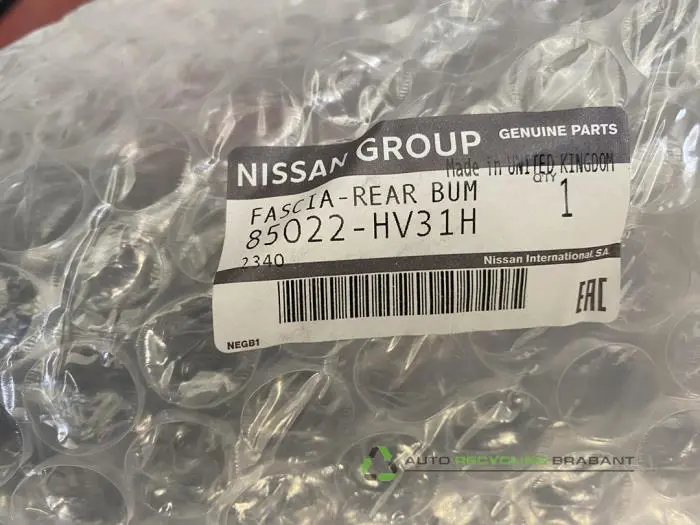 NISSAN GROUP GENUINE PARTS
Made in UNITED KINGDOM
FASCIA-REAR BUM QTY
85022-HV31H 1
2340
Nissan International. SA
NEGB1
EAC
AUTO RECYCLING BRABANT